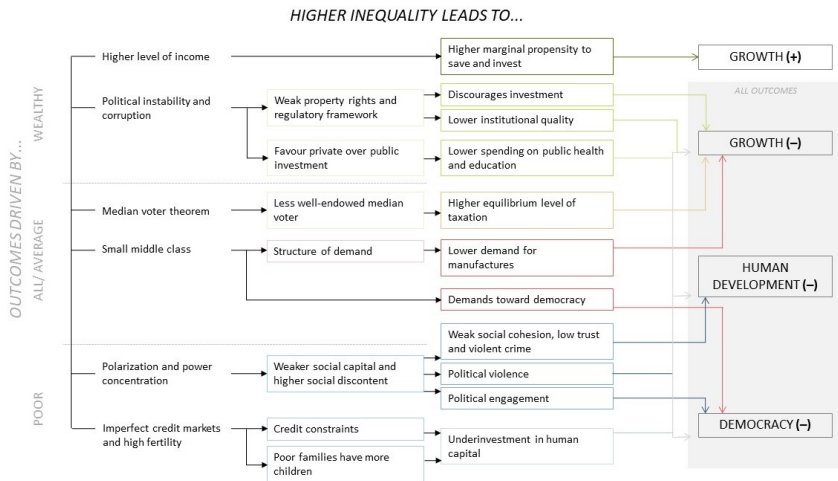 HIGHER INEQUALITY LEADS TO...
OUTCOMES DRIVEN BY...
WEALTHY
Higher level of income
Higher marginal propensity to
save and invest
GROWTH (+)
Political instability and
corruption
Weak property rights and
regulatory framework
Discourages investment
Lower institutional quality
Favour private over public
investment
Lower spending on public health
and education
ALL OUTCOMES
GROWTH (–)
ALL/ AVERAGE
Median voter theorem
Less well-endowed median
voter
Higher equilibrium level of
taxation
Small middle class
Structure of demand
Lower demand for
manufactures
Demands toward democracy
HUMAN
DEVELOPMENT (–)
POOR
Polarization and power
concentration
Weaker social capital and
higher social discontent
Weak social cohesion, low trust
and violent crime
Political violence
Political engagement
DEMOCRACY (–)
Imperfect credit markets
and high fertility
Credit constraints
Poor families have more
children
Underinvestment in human
capital